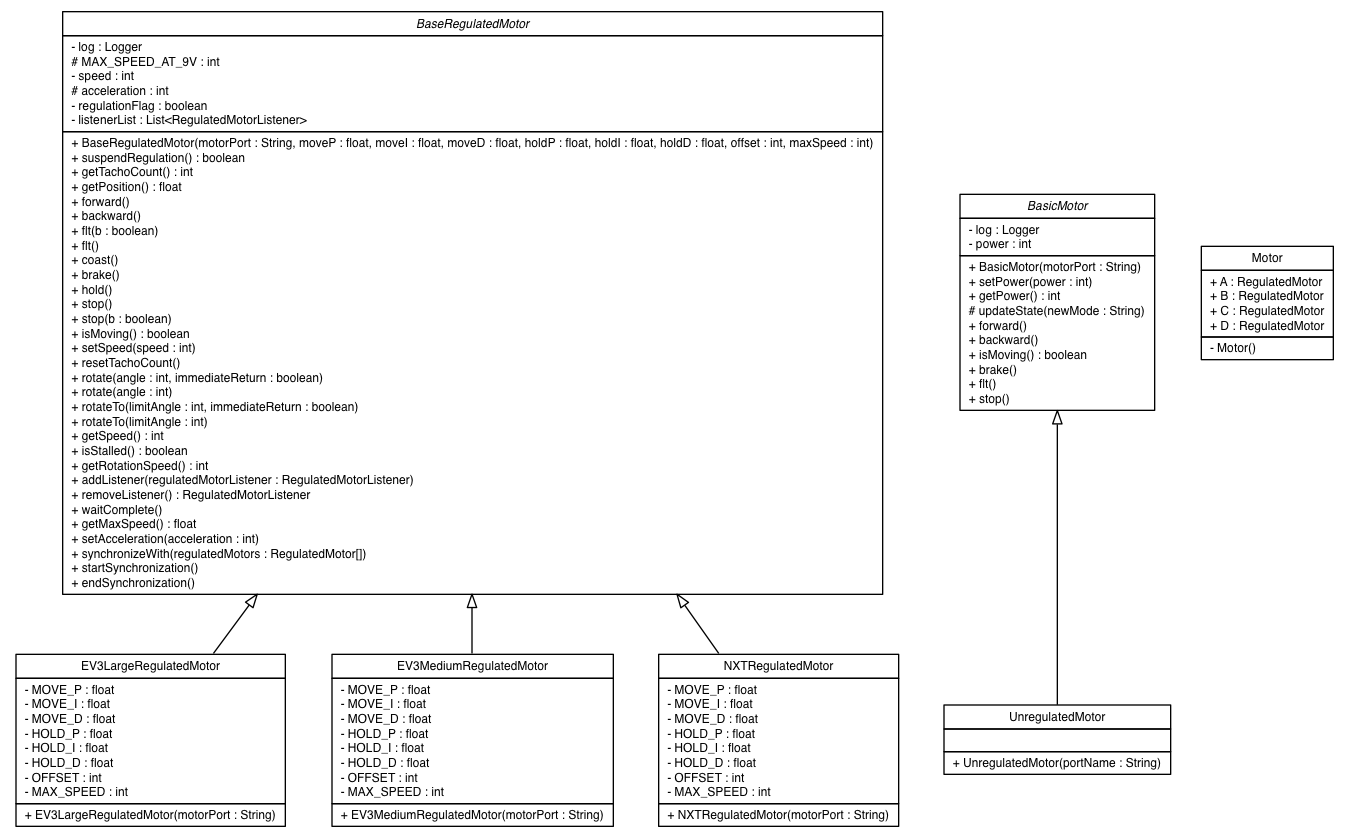 BaseRegulatedMotor
- log : Logger
# MAX_SPEED_AT_9V : int
- speed : int
# acceleration : int
- regulationFlag : boolean
- listenerList : List<RegulatedMotorListener>
+ BaseRegulatedMotor(motorPort : String, moveP : float, moveI : float, moveD : float, holdP : float, holdI : float, holdD : float, offset : int, maxSpeed : int)
+ suspendRegulation() : boolean
+ getTachoCount() : int
+ getPosition() : float
+ forward()
+ backward()
+ flt(b : boolean)
+ flt()
+ coast()
+ brake()
+ hold()
+ stop()
+ stop(b : boolean)
+ isMoving() : boolean
+ setSpeed(speed : int)
+ resetTachoCount()
+ rotate(angle : int, immediateReturn : boolean)
+ rotate(angle : int)
+ rotateTo(limitAngle : int, immediateReturn : boolean)
+ rotateTo(limitAngle : int)
+ getSpeed() : int
+ isStalled() : boolean
+ getRotationSpeed() : int
+ addListener(regulatedMotorListener : RegulatedMotorListener)
+ removeListener() : RegulatedMotorListener
+ waitComplete()
+ getMaxSpeed() : float
+ setAcceleration(acceleration : int)
+ synchronizeWith(regulatedMotors : RegulatedMotor[])
+ startSynchronization()
+ endSynchronization()
BasicMotor
- log : Logger
- power : int
+ BasicMotor(motorPort : String)
+ setPower(power : int)
+ getPower() : int
# updateState(newMode : String)
+ forward()
+ backward()
+ isMoving() : boolean
+ brake()
+ flt()
+ stop()
Motor
+ A : RegulatedMotor
+ B : RegulatedMotor
+ C : RegulatedMotor
+ D : RegulatedMotor
- Motor()
EV3LargeRegulatedMotor
- MOVE_P : float
- MOVE_I : float
- MOVE_D : float
- HOLD_P : float
- HOLD_I : float
- HOLD_D : float
- OFFSET : int
- MAX_SPEED : int
+ EV3LargeRegulatedMotor(motorPort : String)
EV3MediumRegulatedMotor
- MOVE_P : float
- MOVE_I : float
- MOVE_D : float
- HOLD_P : float
- HOLD_I : float
- HOLD_D : float
- OFFSET : int
- MAX_SPEED : int
+ EV3MediumRegulatedMotor(motorPort : String)
NXTRegulatedMotor
- MOVE_P : float
- MOVE_I : float
- MOVE_D : float
- HOLD_P : float
- HOLD_I : float
- HOLD_D : float
- OFFSET : int
- MAX_SPEED : int
+ NXTRegulatedMotor(motorPort : String)
UnregulatedMotor
+ UnregulatedMotor(portName : String)